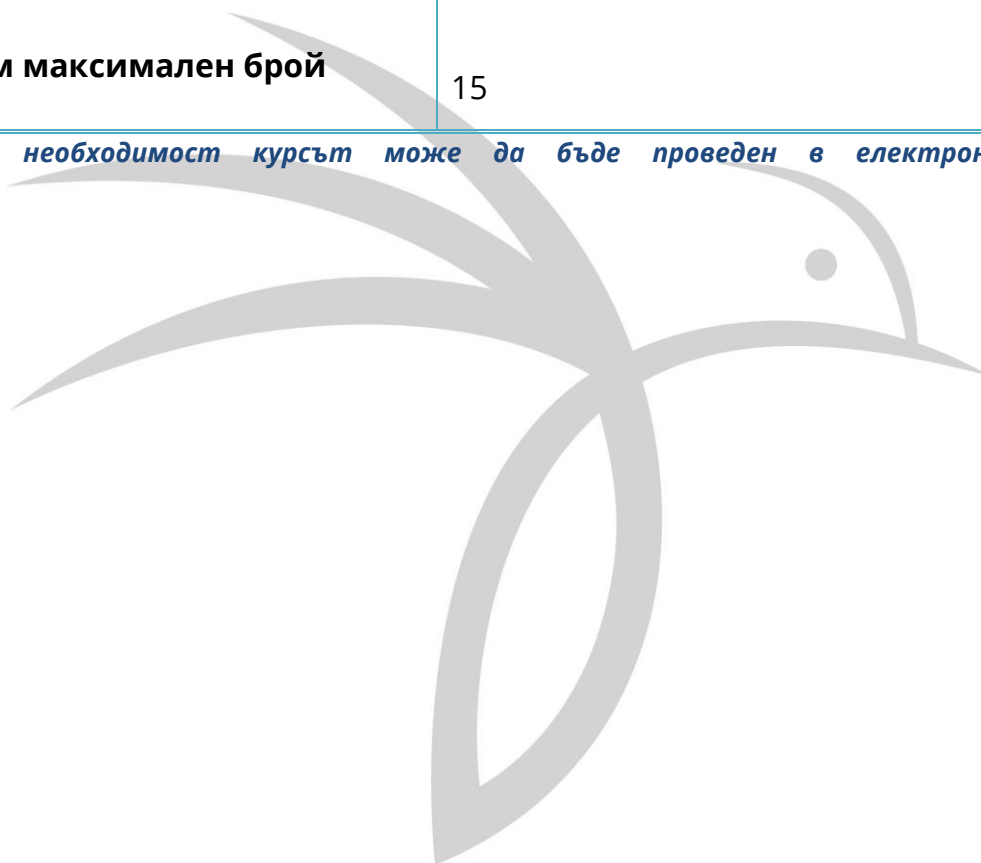 максимален брой
15
необходимост курсът може да бъде проведен в